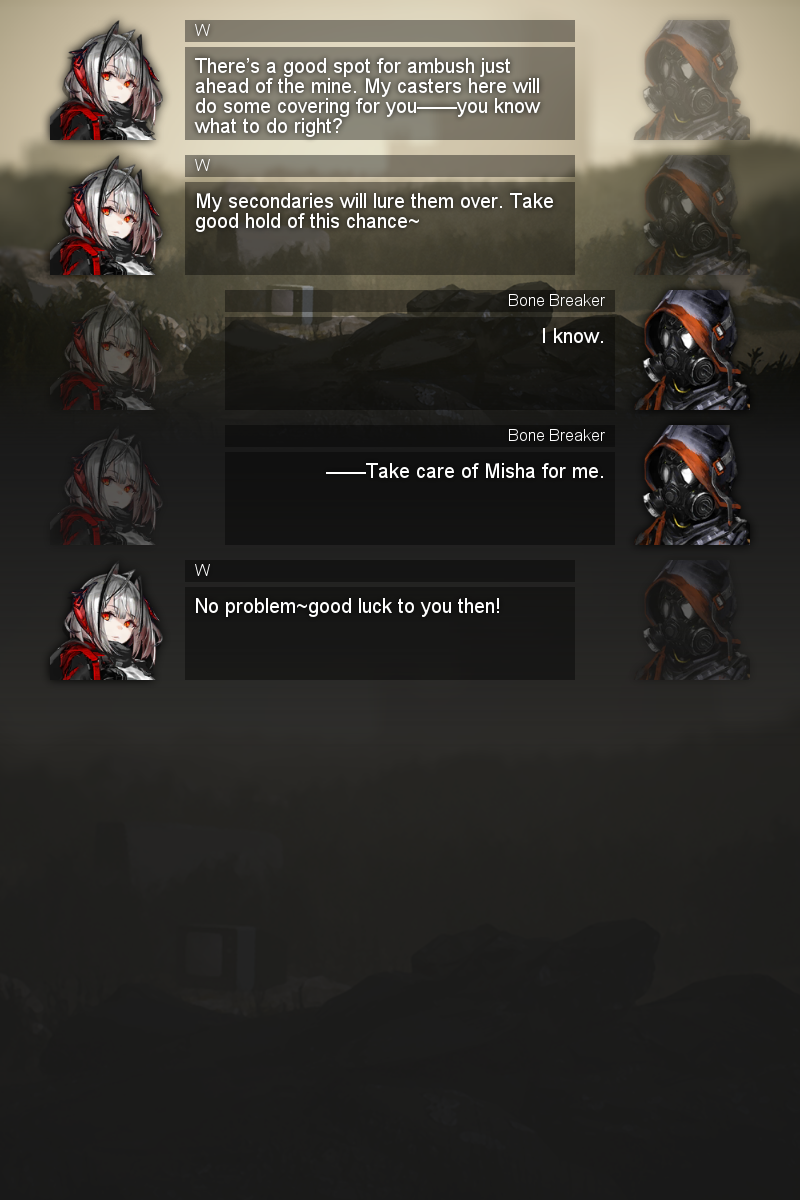 W
There's a good spot for ambush just
ahead of the mine. My casters here will
do some covering for you——you know
what to do right?
W
My secondaries will lure them over. Take
good hold of this chance~
Bone Breaker
I know.
Bone Breaker
——Take care of Misha for me.
W
No problem~good luck to you then!